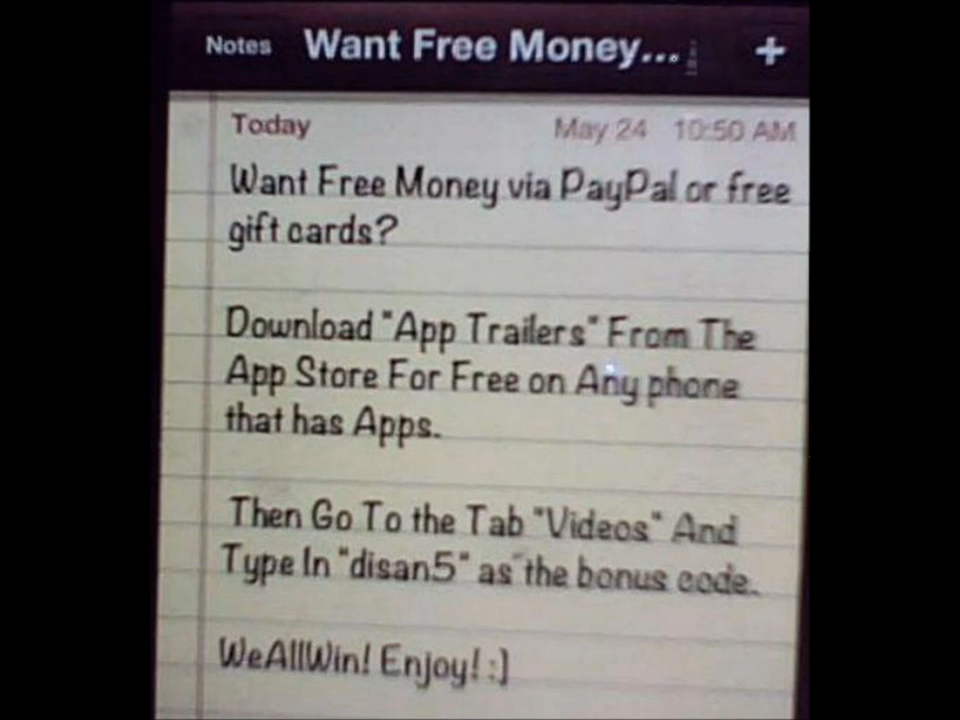 Notes Want Free Money... +
Today May 24 10:50 AM
Want Free Money via PayPal or free
gift cards?
Download "App Trailers" From The
App Store For Free on Any phone
that has Apps.
Then Go To the Tab "Videos" And
Type In "disan5" as the bonus code.
WeAllWin! Enjoy! :]